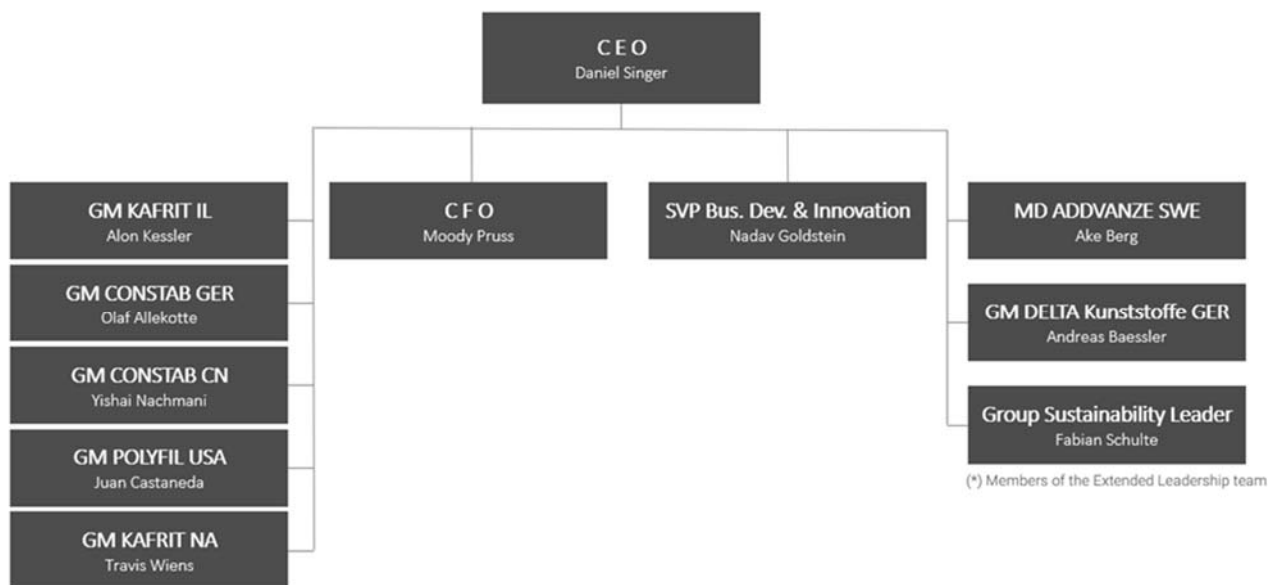 CEO
Daniel Singer
GM KAFRIT IL
Alon Kessler
CFO
Moody Pruss
SVP Bus. Dev. & Innovation
Nadav Goldstein
MD ADDVANZE SWE
Ake Berg
GM CONSTAB GER
Olaf Allekotte
GM DELTA Kunststoffe GER
Andreas Baessler
GM CONSTAB CN
Yishai Nachmani
Group Sustainability Leader
Fabian Schulte
GM POLYFIL USA
Juan Castaneda
(*) Members of the Extended Leadership team
GM KAFRIT NA
Travis Wiens